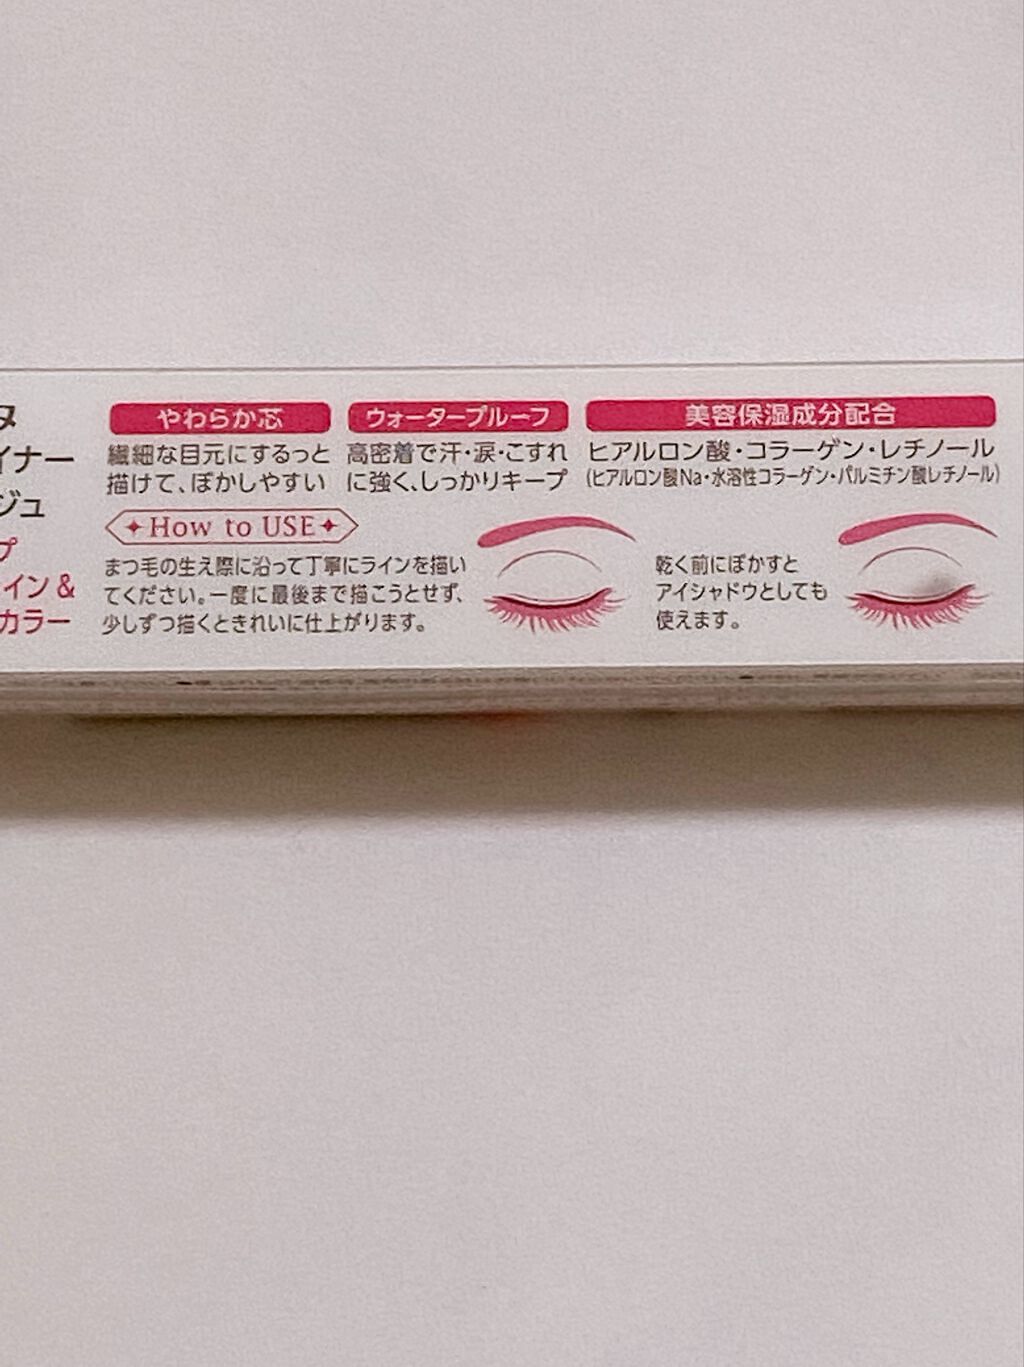 ヌ
イナー
ジュ
プ
イン &
カラー
やわらか芯
繊細な目元にするっと
描けて、ぼかしやすい
ウォータープルーフ
高密着で汗・涙・こすれ
に強く、しっかりキープ
美容保湿成分配合
ヒアルロン酸・コラーゲン・レチノール
(ヒアルロン酸Na・水溶性コラーゲン・パルミチン酸レチノール)
How to USE
まつ毛の生え際に沿って丁寧にラインを描い
てください。一度に最後まで描こうとせず、
少しずつ描くときれいに仕上がります。
乾く前にぼかすと
アイシャドウとしても
使えます。